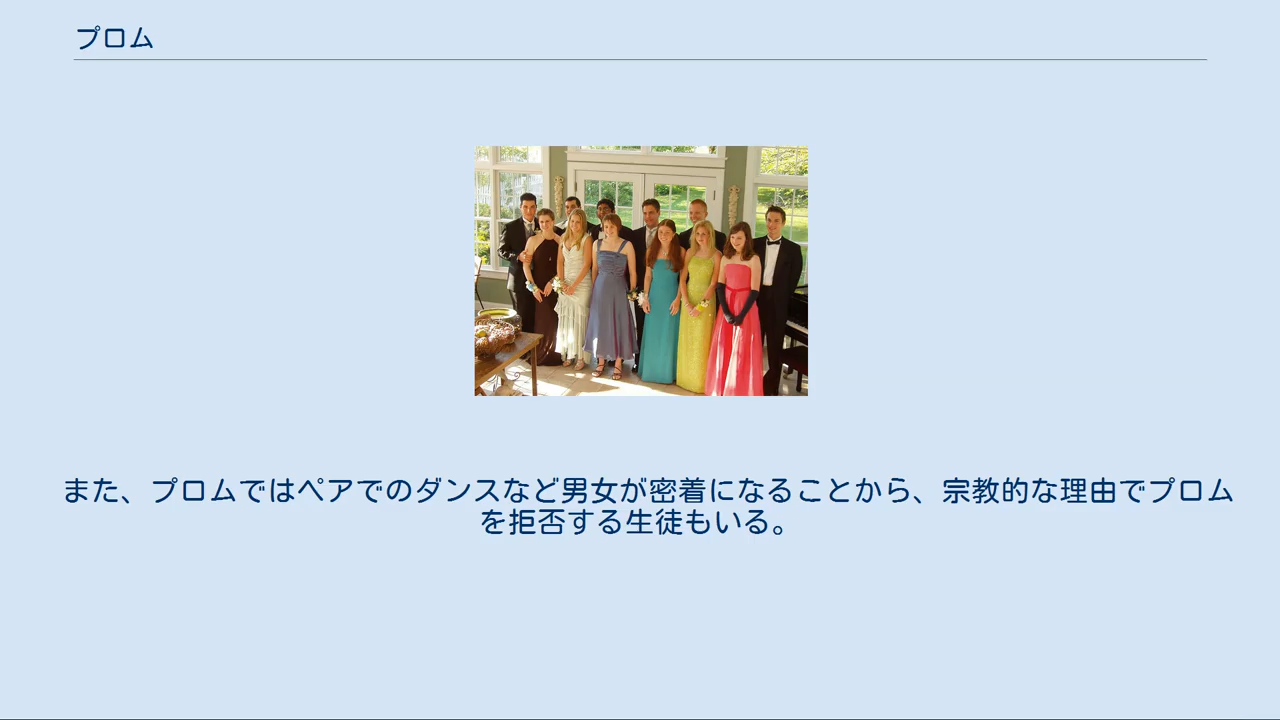 プロム
また、プロムではペアでのダンスなど男女が密着になることから、宗教的な理由でプロム
を拒否する生徒もいる。